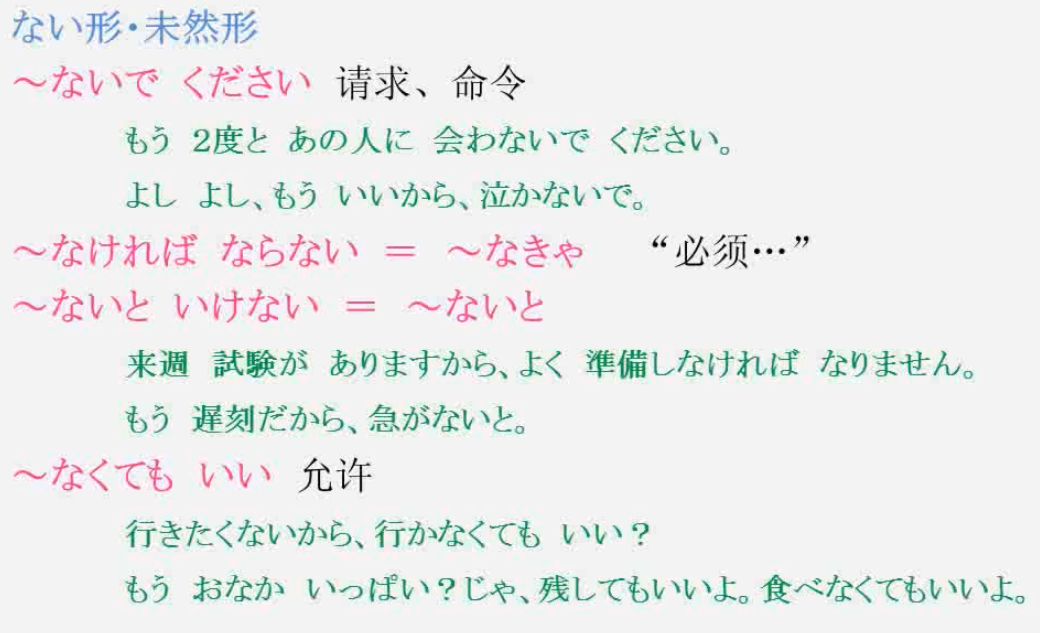 ない形・未然形
～ないで ください 请求、命令
もう 2度と あの人に 会わないで ください。
よし よし、もう いいから、泣かないで。
～なければ ならない ＝ ～なきゃ “必须…”
～ないと いけない ＝ ～ないと
来週 試験が ありますから、よく 準備しなければ なりません。
もう 遅刻だから、急がないと。
～なくても いい 允许
行きたくないから、行かなくても いい？
もう おなか いっぱい？じゃ、残してもいいよ。食べなくてもいいよ。